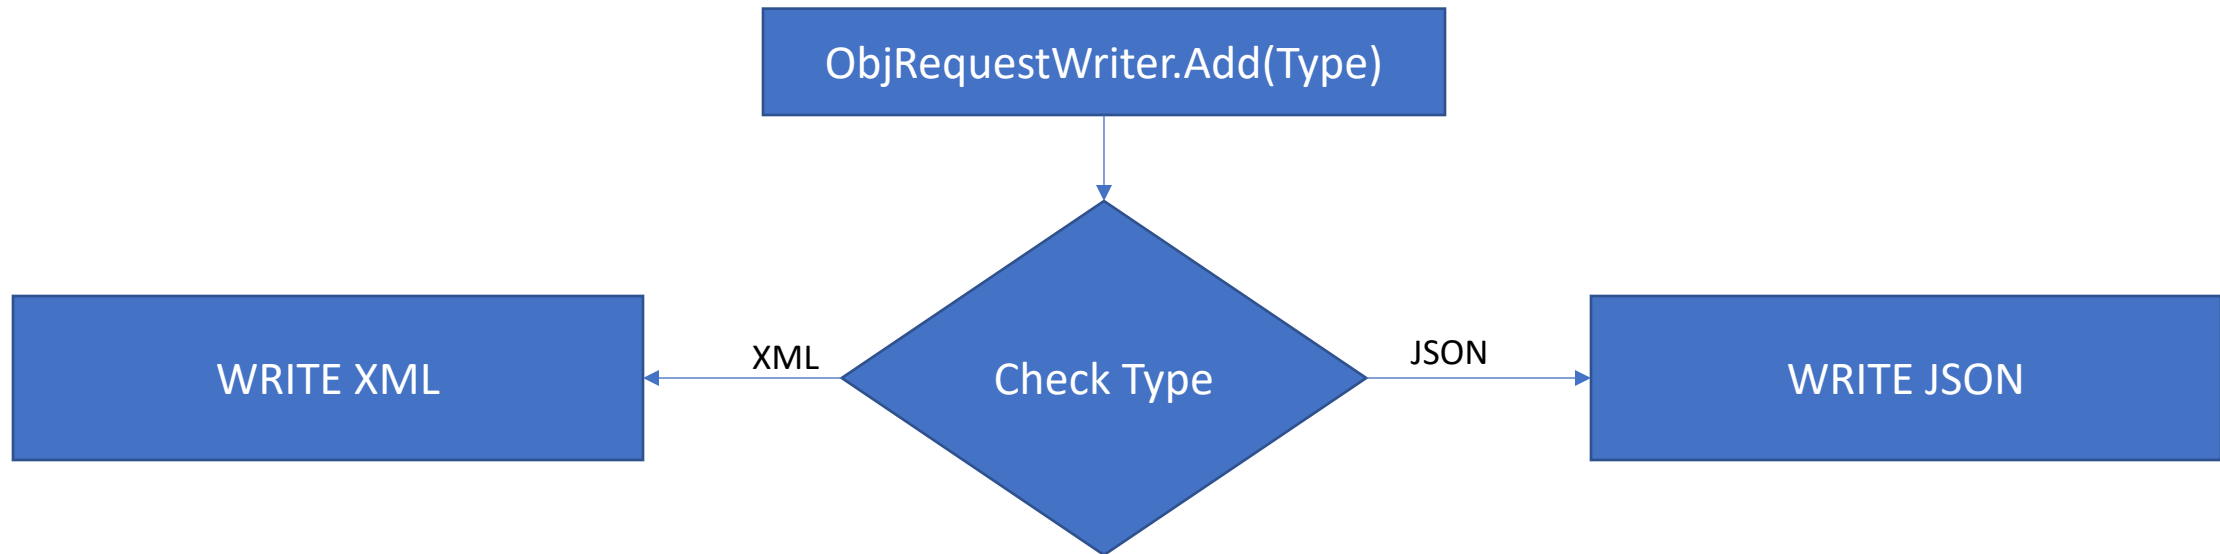 ObjRequestWriter.Add(Type)
XML
JSON
WRITE XML
Check Type
WRITE JSON